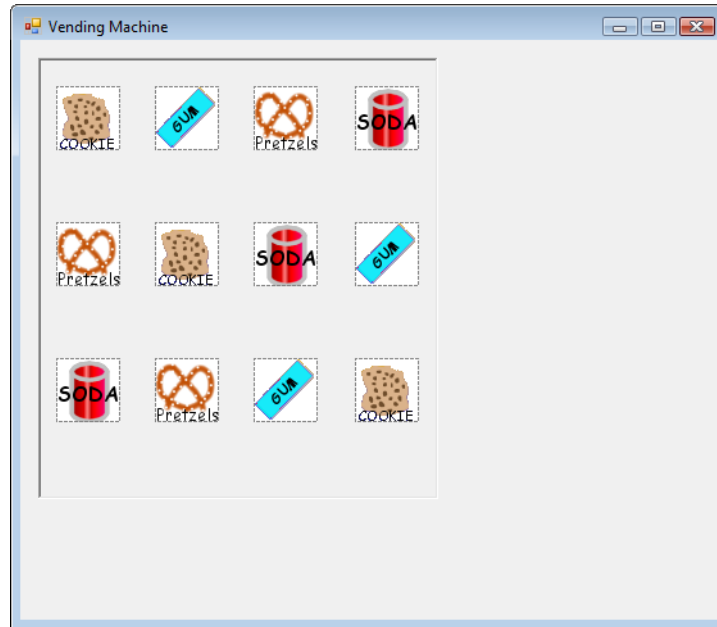 Vending Machine
COOKIE GUM Pretzels SODA
Pretzels COOKIE SODA GUM
SODA Pretzels GUM COOKIE